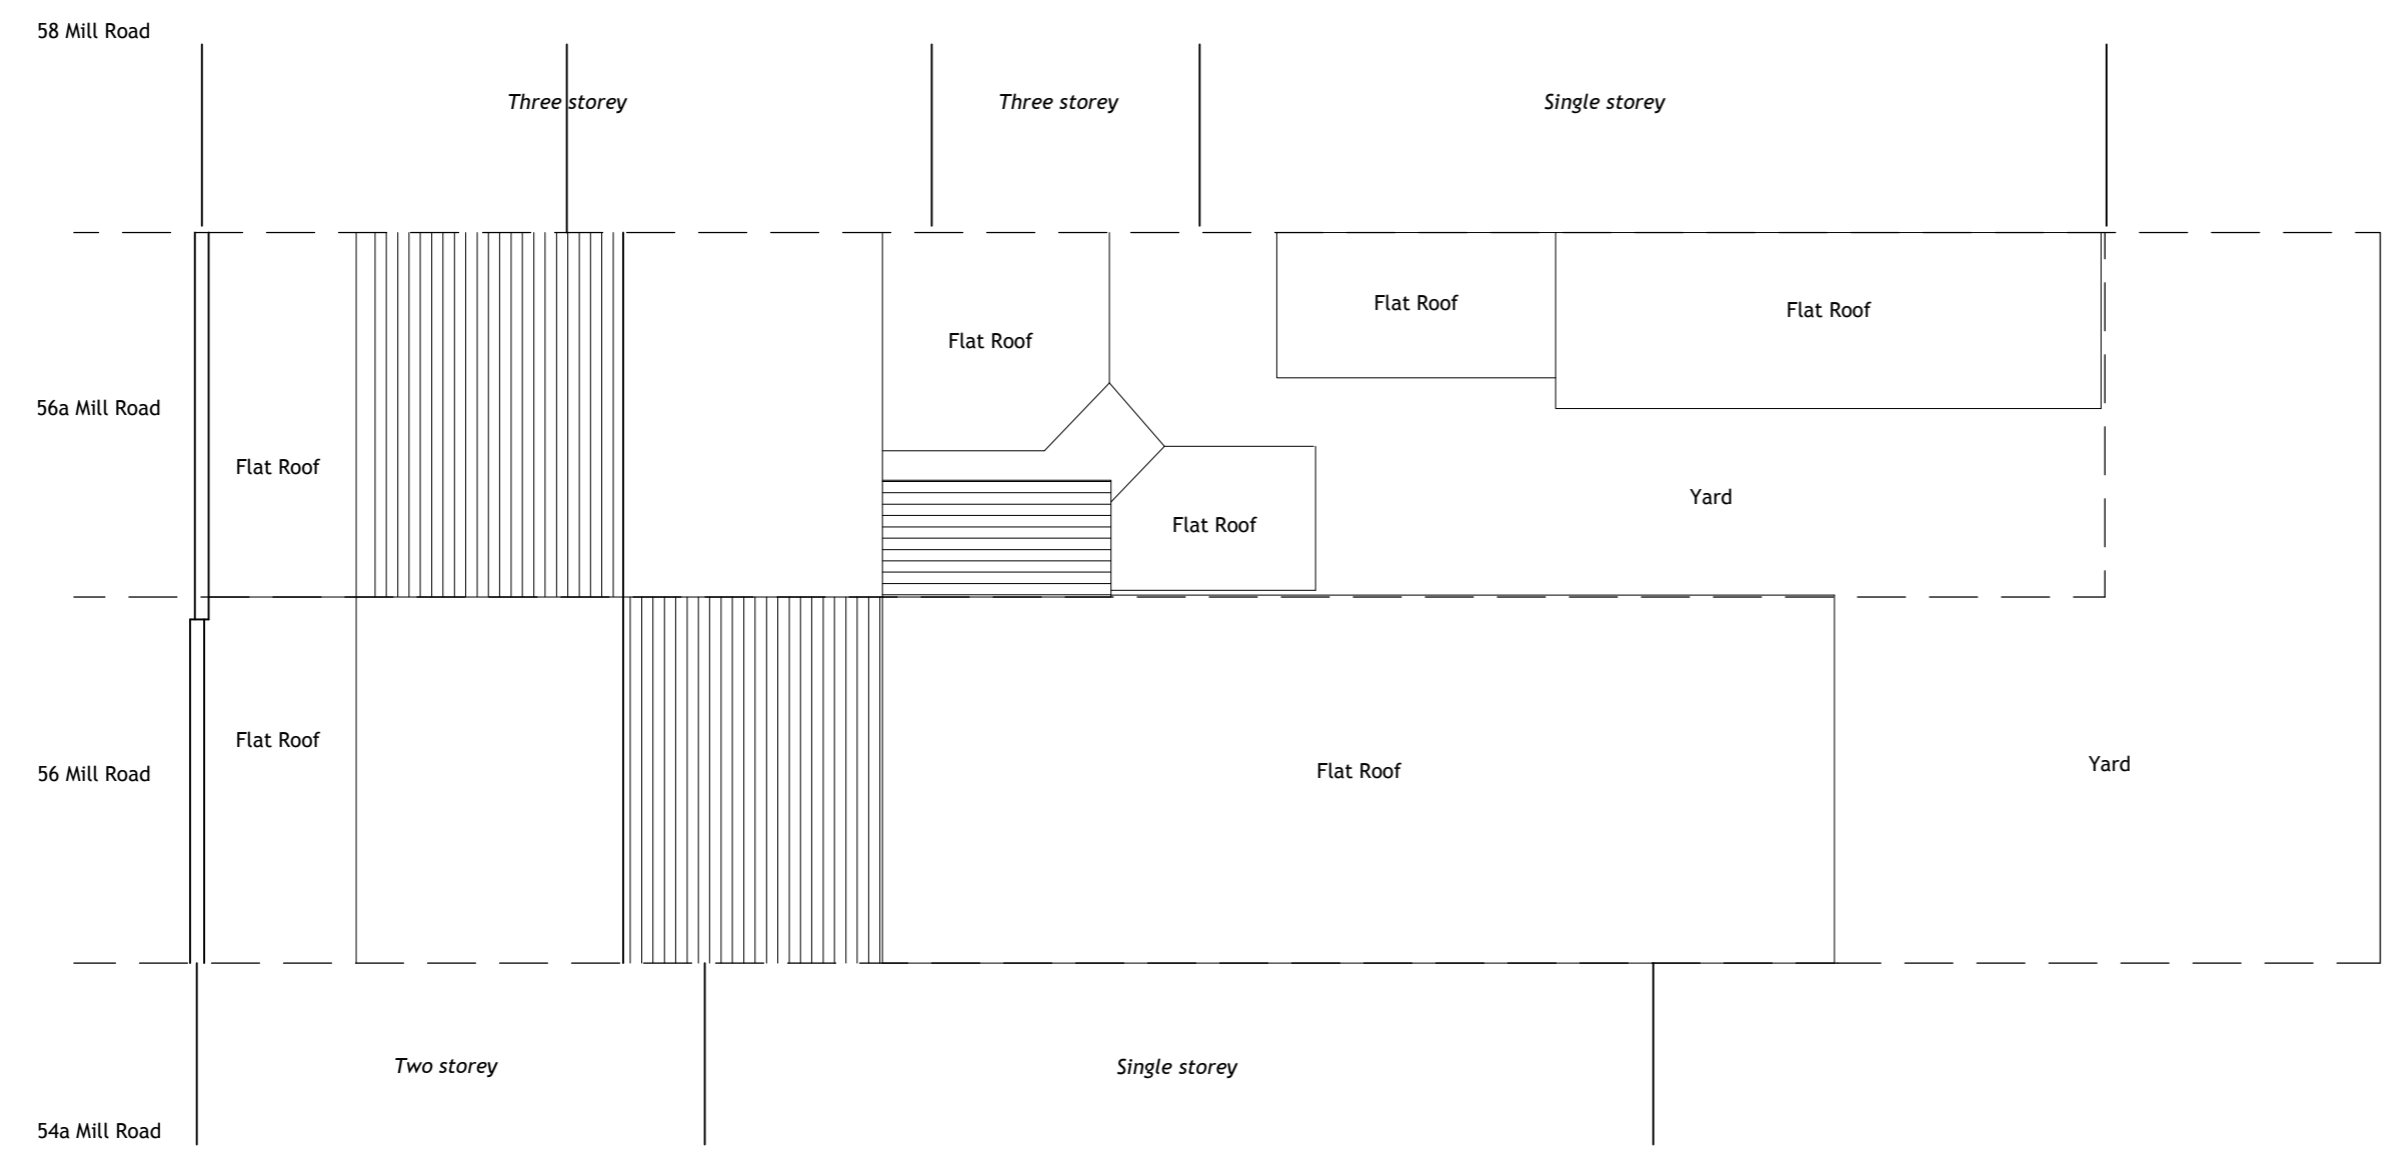 58 Mill Road
Three storey
Three storey
Single storey
Flat Roof
Flat Roof
Flat Roof
56a Mill Road
Flat Roof
Yard
Flat Roof
Flat Roof
56 Mill Road
Flat Roof
Yard
Two storey
Single storey
54a Mill Road